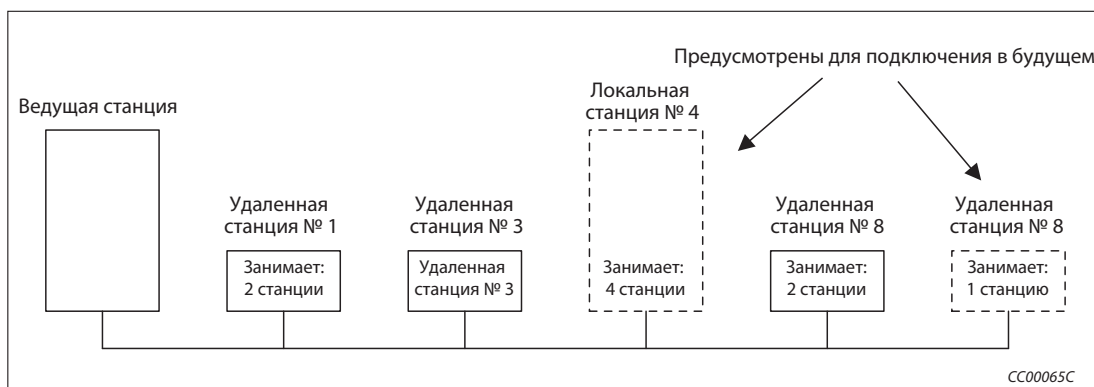 Предусмотрены для подключения в будущем
Ведущая станция
Локальная
станция № 4
Удаленная
станция № 1
Удаленная
станция № 3
Удаленная
станция № 8
Удаленная
станция № 8
Занимает:
2 станции
Удаленная
станция № 3
Занимает:
4 станции
Занимает:
2 станции
Занимает:
1 станцию
CC00065C